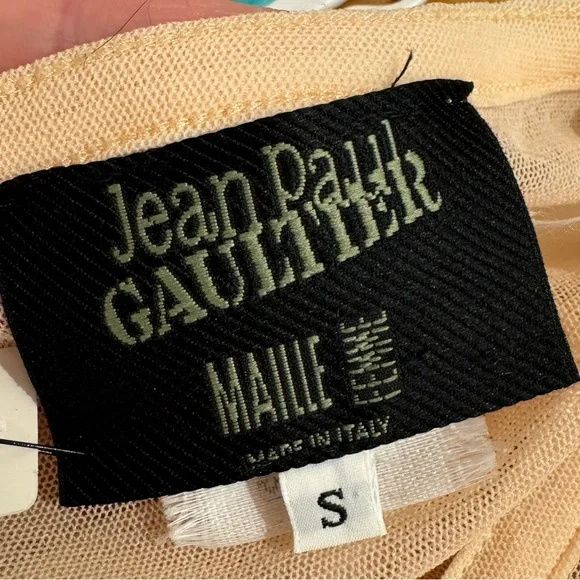 Jean Paul
GAULTIER
MAILLE FEMME
MADE IN ITALY
S